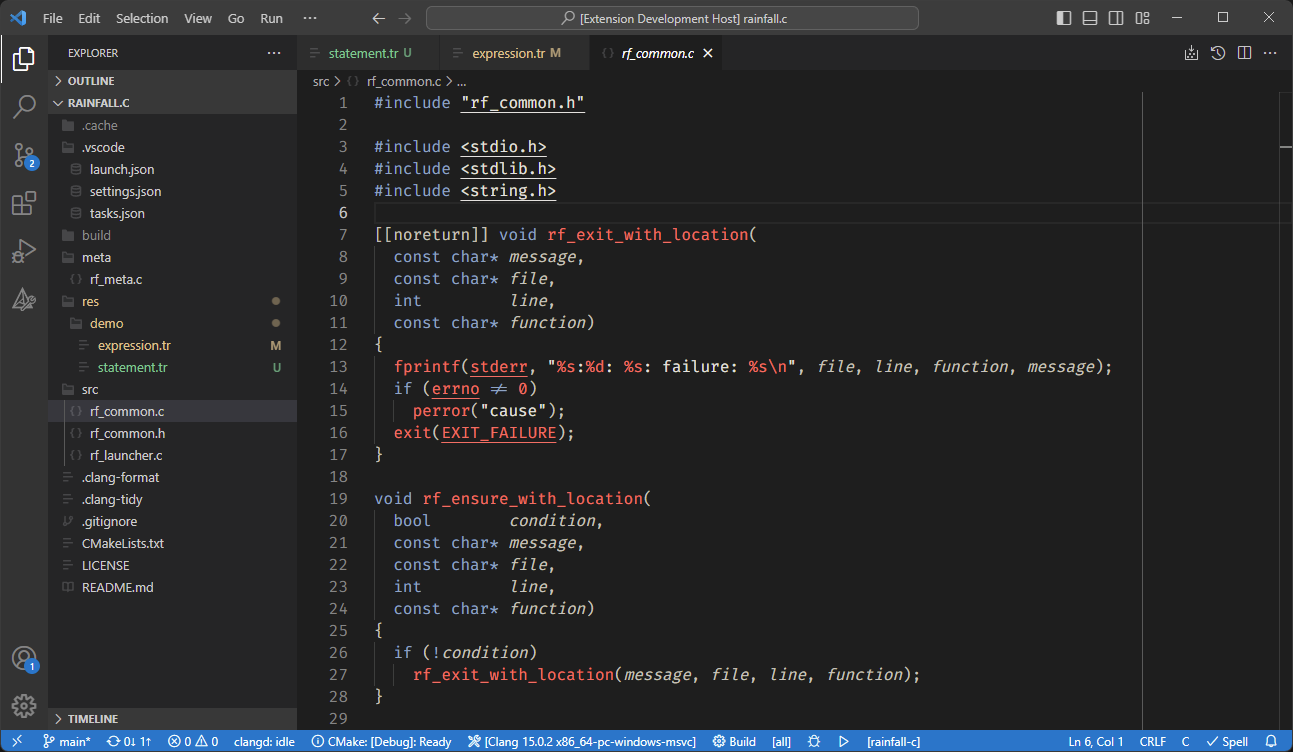 File Edit Selection View Go Run ··· [Extension Development Host] rainfall.c
EXPLORER ···
OUTLINE
RAINFALL.C
.cache
.vscode
launch.json
settings.json
tasks.json
build
meta
rf_meta.c
res
demo
expression.tr M
statement.tr U
src
rf_common.c
rf_common.h
rf_launcher.c
.clang-format
.clang-tidy
.gitignore
CMakeLists.txt
LICENSE
README.md
TIMELINE
2
1
statement.tr U expression.tr M rf_common.c
src > rf_common.c > ...
1 #include "rf_common.h"
2
3 #include <stdio.h>
4 #include <stdlib.h>
5 #include <string.h>
6
7 [[noreturn]] void rf_exit_with_location(
8 const char* message,
9 const char* file,
10 int line,
11 const char* function)
12 {
13 fprintf(stderr, "%s:%d: %s: failure: %s\n", file, line, function, message);
14 if (errno ≠ 0)
15 perror("cause");
16 exit(EXIT_FAILURE);
17 }
18
19 void rf_ensure_with_location(
20 bool condition,
21 const char* message,
22 const char* file,
23 int line,
24 const char* function)
25 {
26 if (!condition)
27 rf_exit_with_location(message, file, line, function);
28 }
29
main* 0↓ 1↑ 0 0 clangd: idle CMake: [Debug]: Ready [Clang 15.0.2 x86_64-pc-windows-msvc] Build [all] [rainfall-c] Ln 6, Col 1 CRLF C Spell